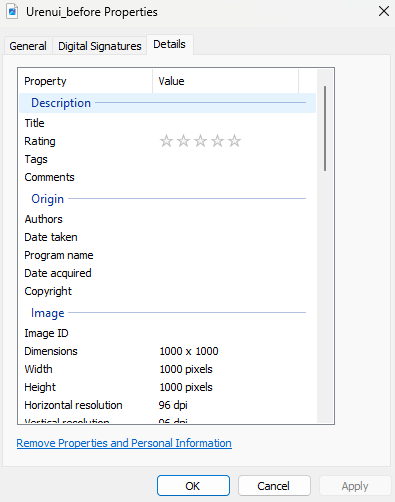 Urenui_before Properties
General Digital Signatures Details
Property Value
Description
Title
Rating
Tags
Comments
Origin
Authors
Date taken
Program name
Date acquired
Copyright
Image
Image ID
Dimensions 1000 x 1000
Width 1000 pixels
Height 1000 pixels
Horizontal resolution 96 dpi
Vertical resolution 96 dpi
Remove Properties and Personal Information
OK Cancel Apply